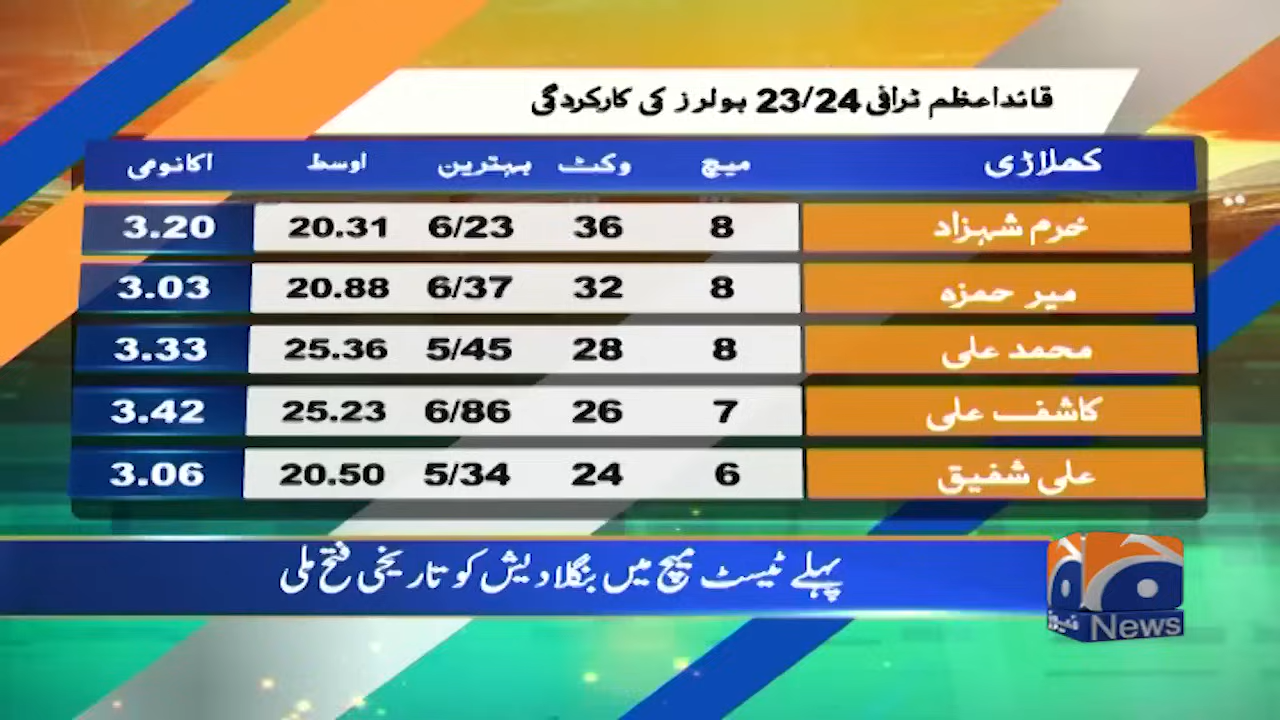 قائداعظم ٹرافی 23/24 بولرز کی کارکردگی
کھلاڑی میچ وکٹ بہترین اوسط اکانومی
خرم شہزاد 8 36 6/23 20.31 3.20
میر حمزہ 8 32 6/37 20.88 3.03
محمد علی 8 28 5/45 25.36 3.33
کاشف علی 7 26 6/86 25.23 3.42
علی شفیق 6 24 5/34 20.50 3.06
پہلے ٹیسٹ میچ میں بنگلادیش کو تاریخی فتح ملی
نیوز News